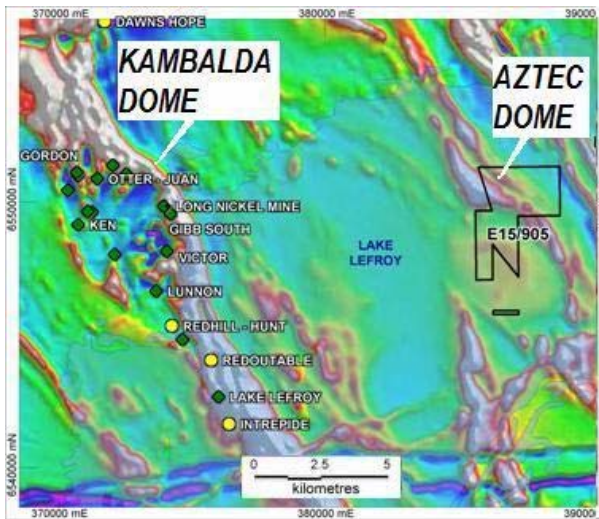 370000 mE
380000 mE
39000
DAWNS HOPE
KAMBALDA
DOME
AZTEC
DOME
GORDON
OTTER - JUAN
6550000 mN
LONG NICKEL MINE
KEN
GIBB SOUTH
E15/905
LAKE
LEFROY
VICTOR
LUNNON
REDHILL - HUNT
REDOUTABLE
LAKE LEFROY
INTREPIDE
6540000 mN
0 2.5 5
kilometres
370000 mE
380000 mE
39000